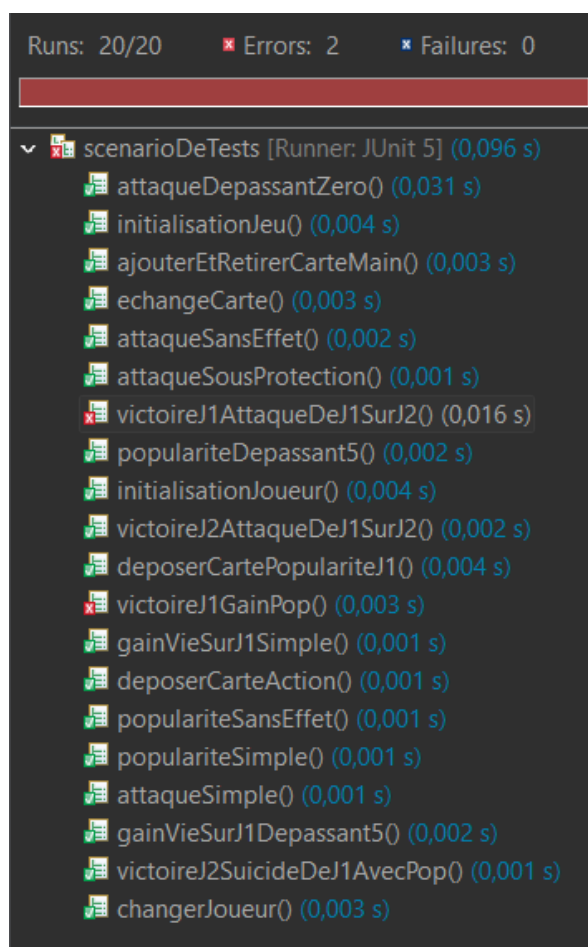 Runs: 20/20 Errors: 2 Failures: 0
scenarioDeTests [Runner: JUnit 5] (0,096 s)
attaqueDepassantZero() (0,031 s)
initialisationJeu() (0,004 s)
ajouterEtRetirerCarteMain() (0,003 s)
echangeCarte() (0,003 s)
attaqueSansEffet() (0,002 s)
attaqueSousProtection() (0,001 s)
victoireJ1AttaqueDeJ1SurJ2() (0,016 s)
populariteDepassant5() (0,002 s)
initialisationJoueur() (0,004 s)
victoireJ2AttaqueDeJ1SurJ2() (0,002 s)
deposerCartePopulariteJ1() (0,004 s)
victoireJ1GainPop() (0,003 s)
gainVieSurJ1Simple() (0,001 s)
deposerCarteAction() (0,001 s)
populariteSansEffet() (0,001 s)
populariteSimple() (0,001 s)
attaqueSimple() (0,001 s)
gainVieSurJ1Depassant5() (0,002 s)
victoireJ2SuicideDeJ1AvecPop() (0,001 s)
changerJoueur() (0,003 s)